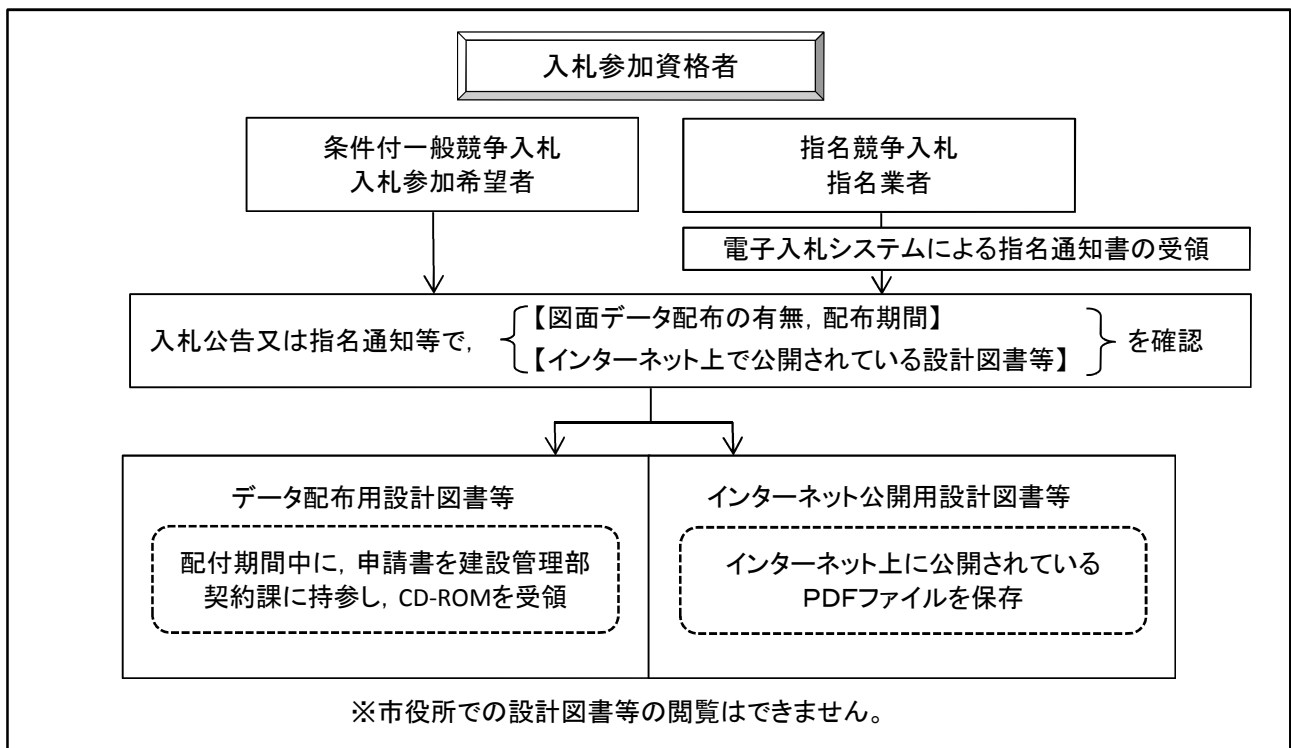 入札参加資格者
条件付一般競争入札
入札参加希望者
指名競争入札
指名業者
電子入札システムによる指名通知書の受領
入札公告又は指名通知等で,
【図面データ配布の有無, 配布期間】
【インターネット上で公開されている設計図書等】
を確認
データ配布用設計図書等
配付期間中に, 申請書を建設管理部
契約課に持参し, CD-ROMを受領
インターネット公開用設計図書等
インターネット上に公開されている
PDFファイルを保存
※市役所での設計図書等の閲覧はできません。